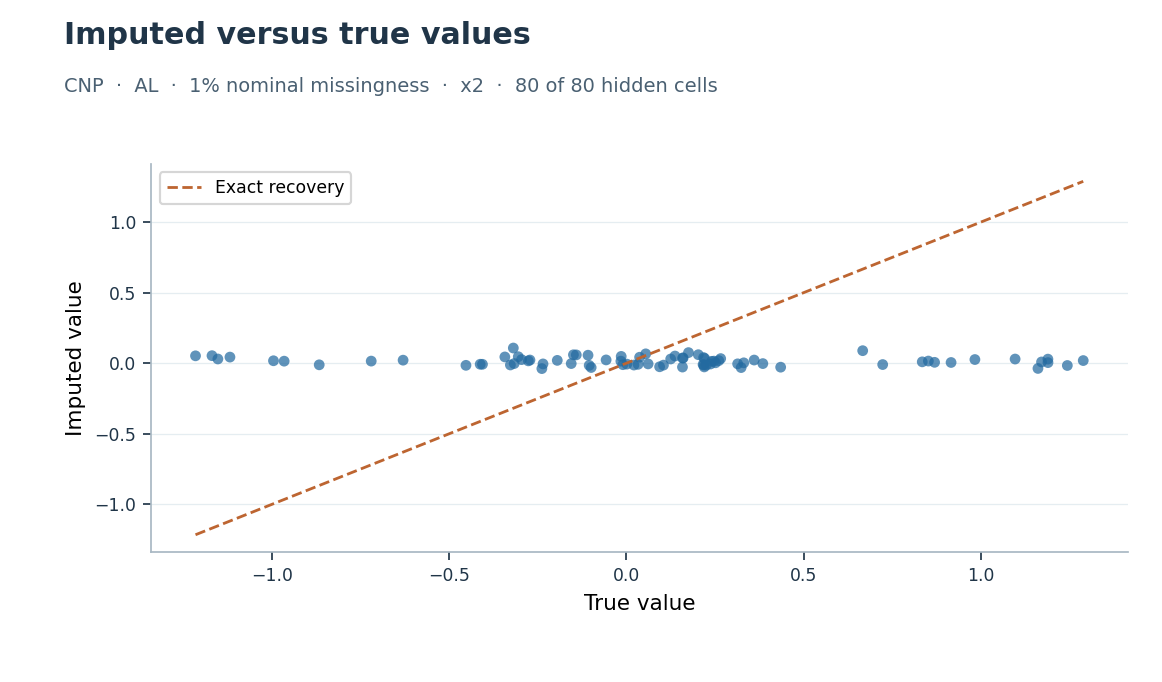 Imputed versus true values
CNP · AL · 1% nominal missingness · x2 · 80 of 80 hidden cells
Exact recovery
Imputed value
1.0
0.5
0.0
−0.5
−1.0
−1.0 −0.5 0.0 0.5 1.0
True value